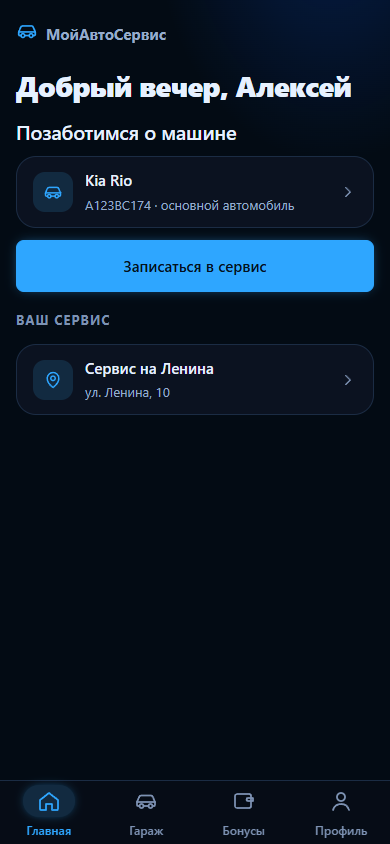 МойАвтоСервис
Добрый вечер, Алексей
Позаботимся о машине
Kia Rio
А123ВС174 · основной автомобиль
Записаться в сервис
ВАШ СЕРВИС
Сервис на Ленина
ул. Ленина, 10
Главная
Гараж
Бонусы
Профиль